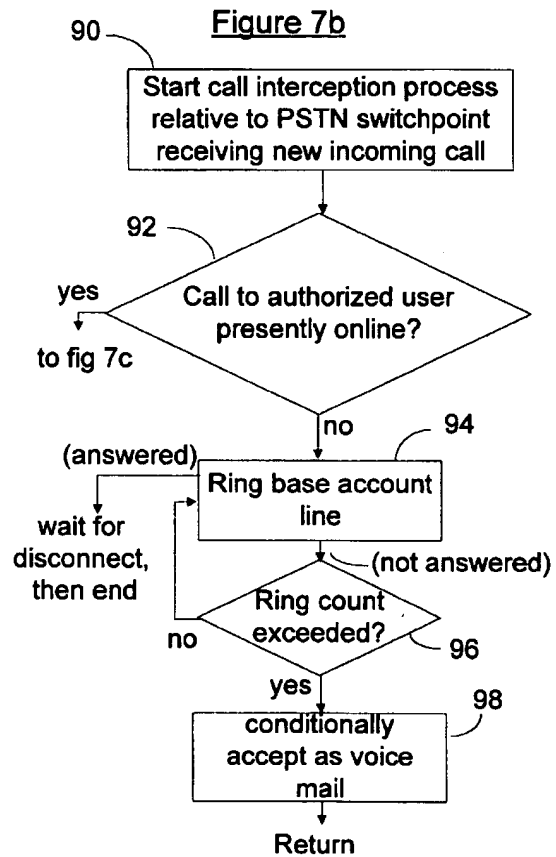 Figure 7b
90
Start call interception process
relative to PSTN switchpoint
receiving new incoming call
92
yes
Call to authorized user
presently online?
to fig 7c
no
94
(answered)
Ring base account
line
wait for
disconnect,
then end
(not answered)
Ring count
exceeded?
no
96
yes
98
conditionally
accept as voice
mail
Return